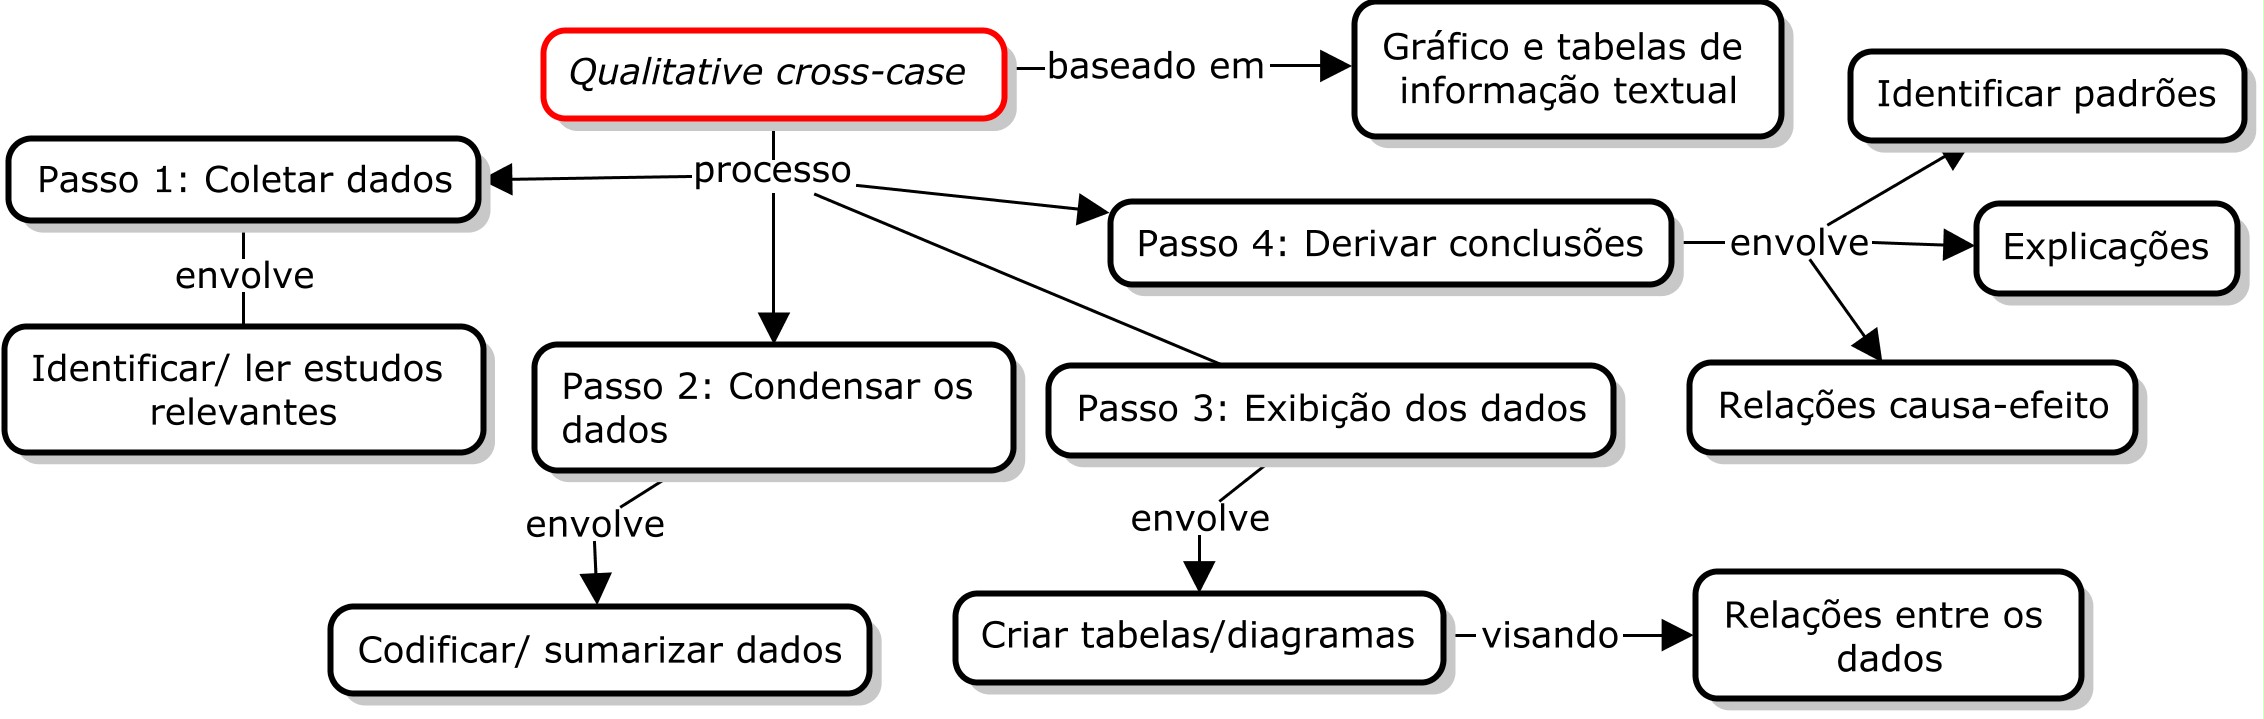 Qualitative cross-case
baseado em
Gráfico e tabelas de
informação textual
Identificar padrões
Passo 1: Coletar dados
processo
Passo 4: Derivar conclusões
envolve
Explicações
envolve
Identificar/ ler estudos
relevantes
Passo 2: Condensar os
dados
Passo 3: Exibição dos dados
Relações causa-efeito
envolve
envolve
Codificar/ sumarizar dados
Criar tabelas/diagramas
visando
Relações entre os
dados